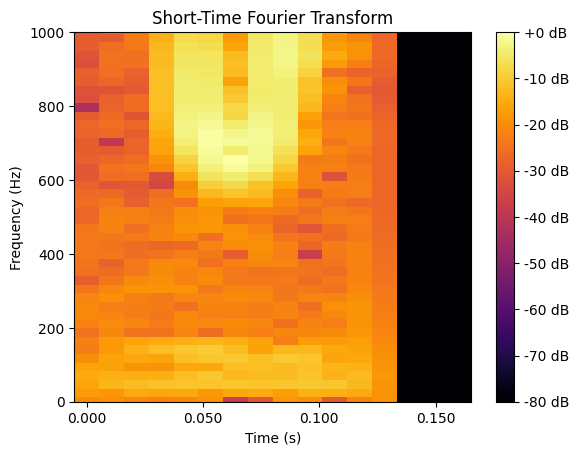 Short-Time Fourier Transform
Frequency (Hz)
1000
800
600
400
200
0
0.000
0.050
0.100
0.150
Time (s)
+0 dB
-10 dB
-20 dB
-30 dB
-40 dB
-50 dB
-60 dB
-70 dB
-80 dB